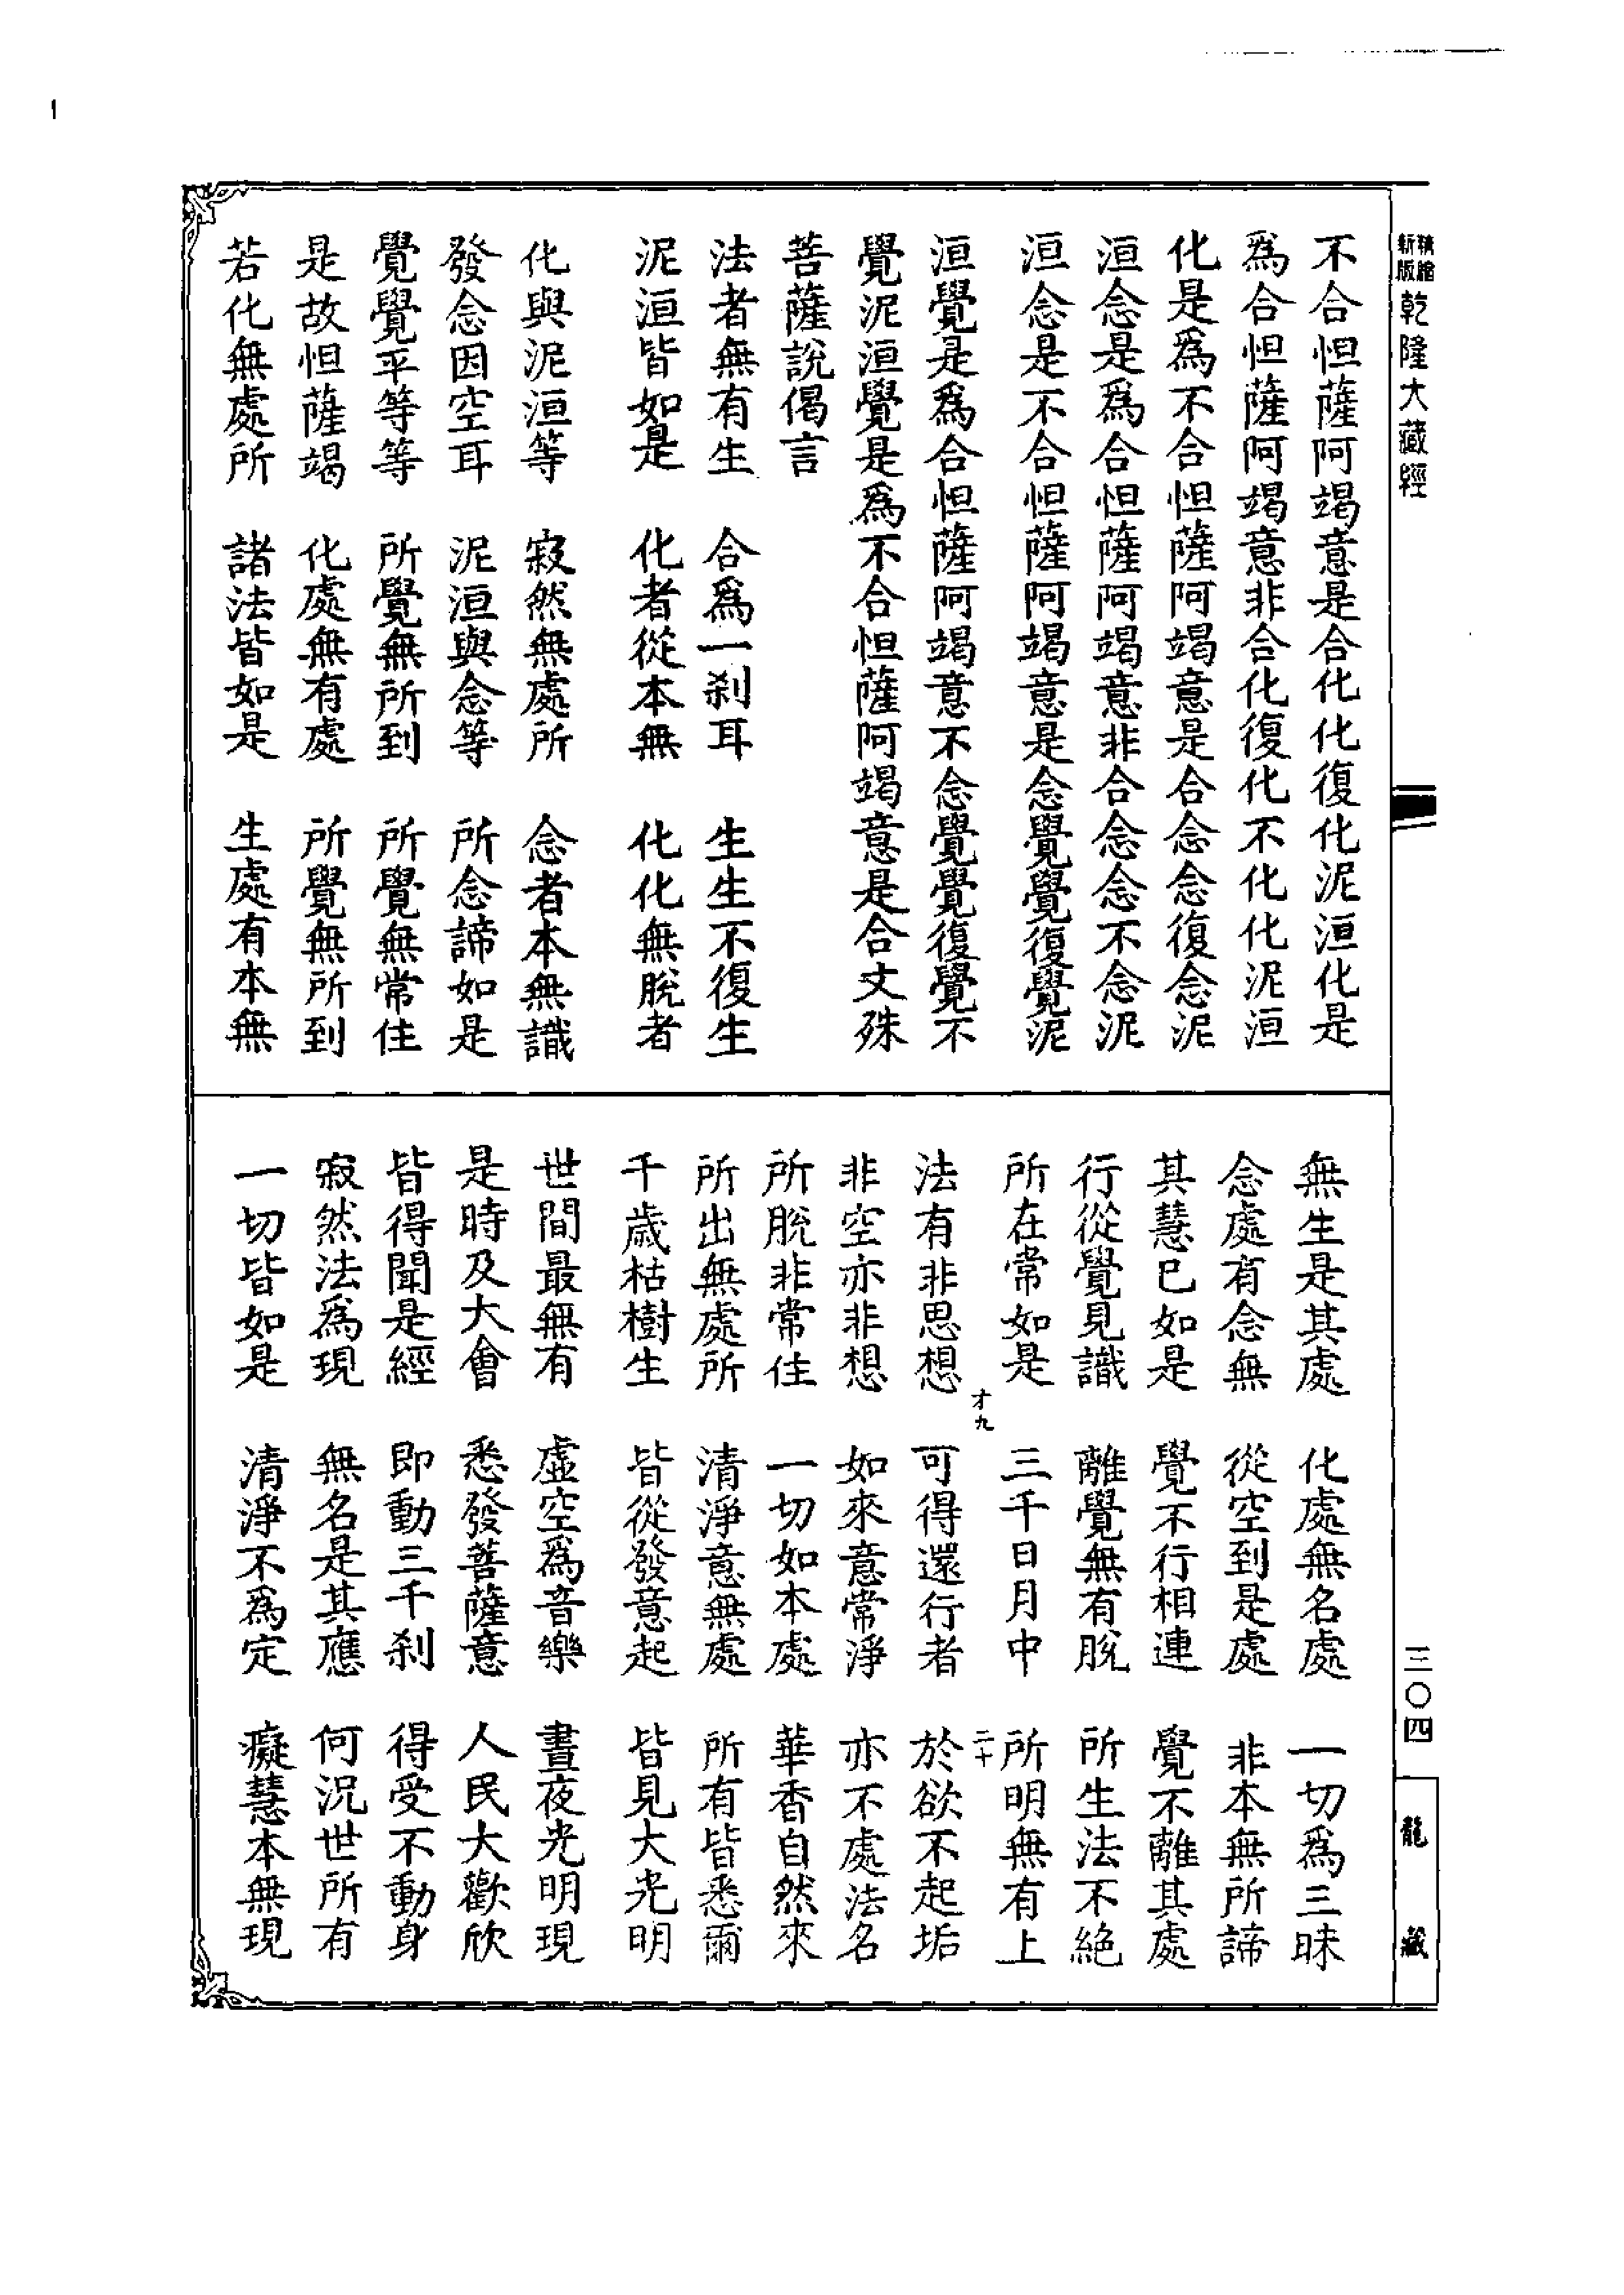 精縮
新版
乾隆大藏經
三〇四
龍藏
不合怛薩阿竭意是合化化復化泥洹化是
爲合怛薩阿竭意非合化復化不化化泥洹
化是爲不合怛薩阿竭意是合念念復念泥
洹念是爲合怛薩阿竭意非合念念不念泥
洹念是不合怛薩阿竭意是念覺覺復覺泥
洹覺是爲合怛薩阿竭意不念覺覺復覺不
覺泥洹覺是爲不合怛薩阿竭意是合文殊
菩薩說偈言
法者無有生　合爲一刹耳　生生不復生
泥洹皆如是　化者從本無　化化無脫者
化與泥洹等　寂然無處所　念者本無識
發念因空耳　泥洹與念等　所念諦如是
覺覺平等等　所覺無所到　所覺無常住
是故怛薩竭　化處無有處　所覺無所到
若化無處所　諸法皆如是　生處有本無
無生是其處　化處無名處　一切爲三昧
念處有念無　從空到是處　非本無所諦
其慧已如是　覺不行相連　覺不離其處
行從覺見識　離覺無有脫　所生法不絕
所在常如是　三千日月中　所明無有上
才九　二十
法有非思想　可得還行者　於欲不起垢
非空亦非想　如來意常淨　亦不處法名
所脫非常住　一切如本處　華香自然來
所出無處所　清淨意無處　所有皆悉爾
千歲枯樹生　皆從發意起　皆見大光明
世間最無有　虛空爲音樂　晝夜光明現
是時及大會　悉發菩薩意　人民大歡欣
皆得聞是經　即動三千刹　得受不動身
寂然法爲現　無名是其應　何況世所有
一切皆如是　清淨不爲定　癡慧本無現